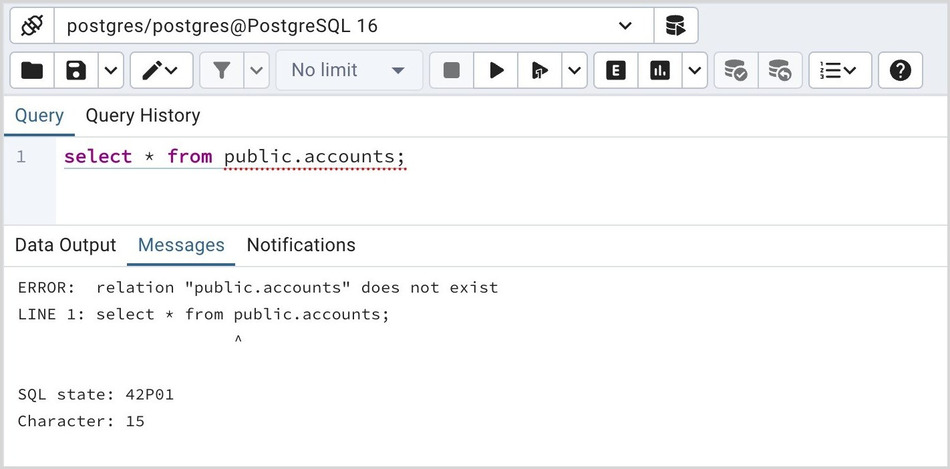 postgres/postgres@PostgreSQL 16
No limit
E
Query Query History
1 select * from public.accounts;
Data Output Messages Notifications
ERROR:  relation "public.accounts" does not exist
LINE 1: select * from public.accounts;
^
SQL state: 42P01
Character: 15